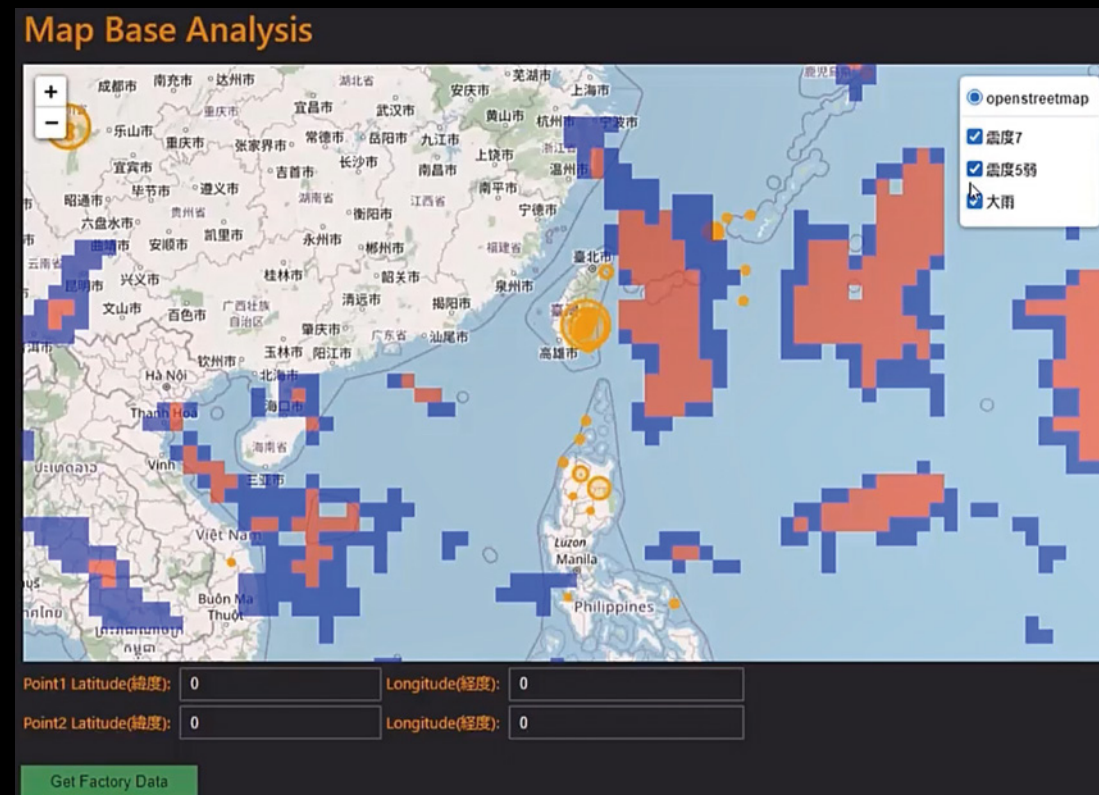 Map Base Analysis
+
−
openstreetmap
震度7
震度5弱
大雨
成都市
南充市
达州市
湖北省
安庆市
芜湖市
上海市
重庆市
宜昌市
武汉市
黄山市
杭州市
宁波市
乐山市
重庆市
张家界市
常德市
岳阳市
九江市
上饶市
宜宾市
吉首市
长沙市
南昌市
温州市
昭通市
毕节市
遵义市
湖南省
江西省
南平市
六盘水市
贵州省
衡阳市
宁德市
曲靖市
安顺市
凯里市
永州市
郴州市
福建省
臺北市
云南省
昆明市
兴义市
桂林市
韶关市
泉州市
文山市
百色市
广西壮族
自治区
清远市
揭阳市
肇庆市
广东省
汕尾市
高雄市
钦州市
玉林市
阳江市
Hà Nội
北海市
海口市
Thanh Hoá
海南省
Vinh
三亚市
ປະເທດລາວ
Việt Nam
Luzon
Manila
Buôn Ma
Thuột
Philippines
Point1 Latitude(緯度): 0 Longitude(経度): 0
Point2 Latitude(緯度): 0 Longitude(経度): 0
Get Factory Data